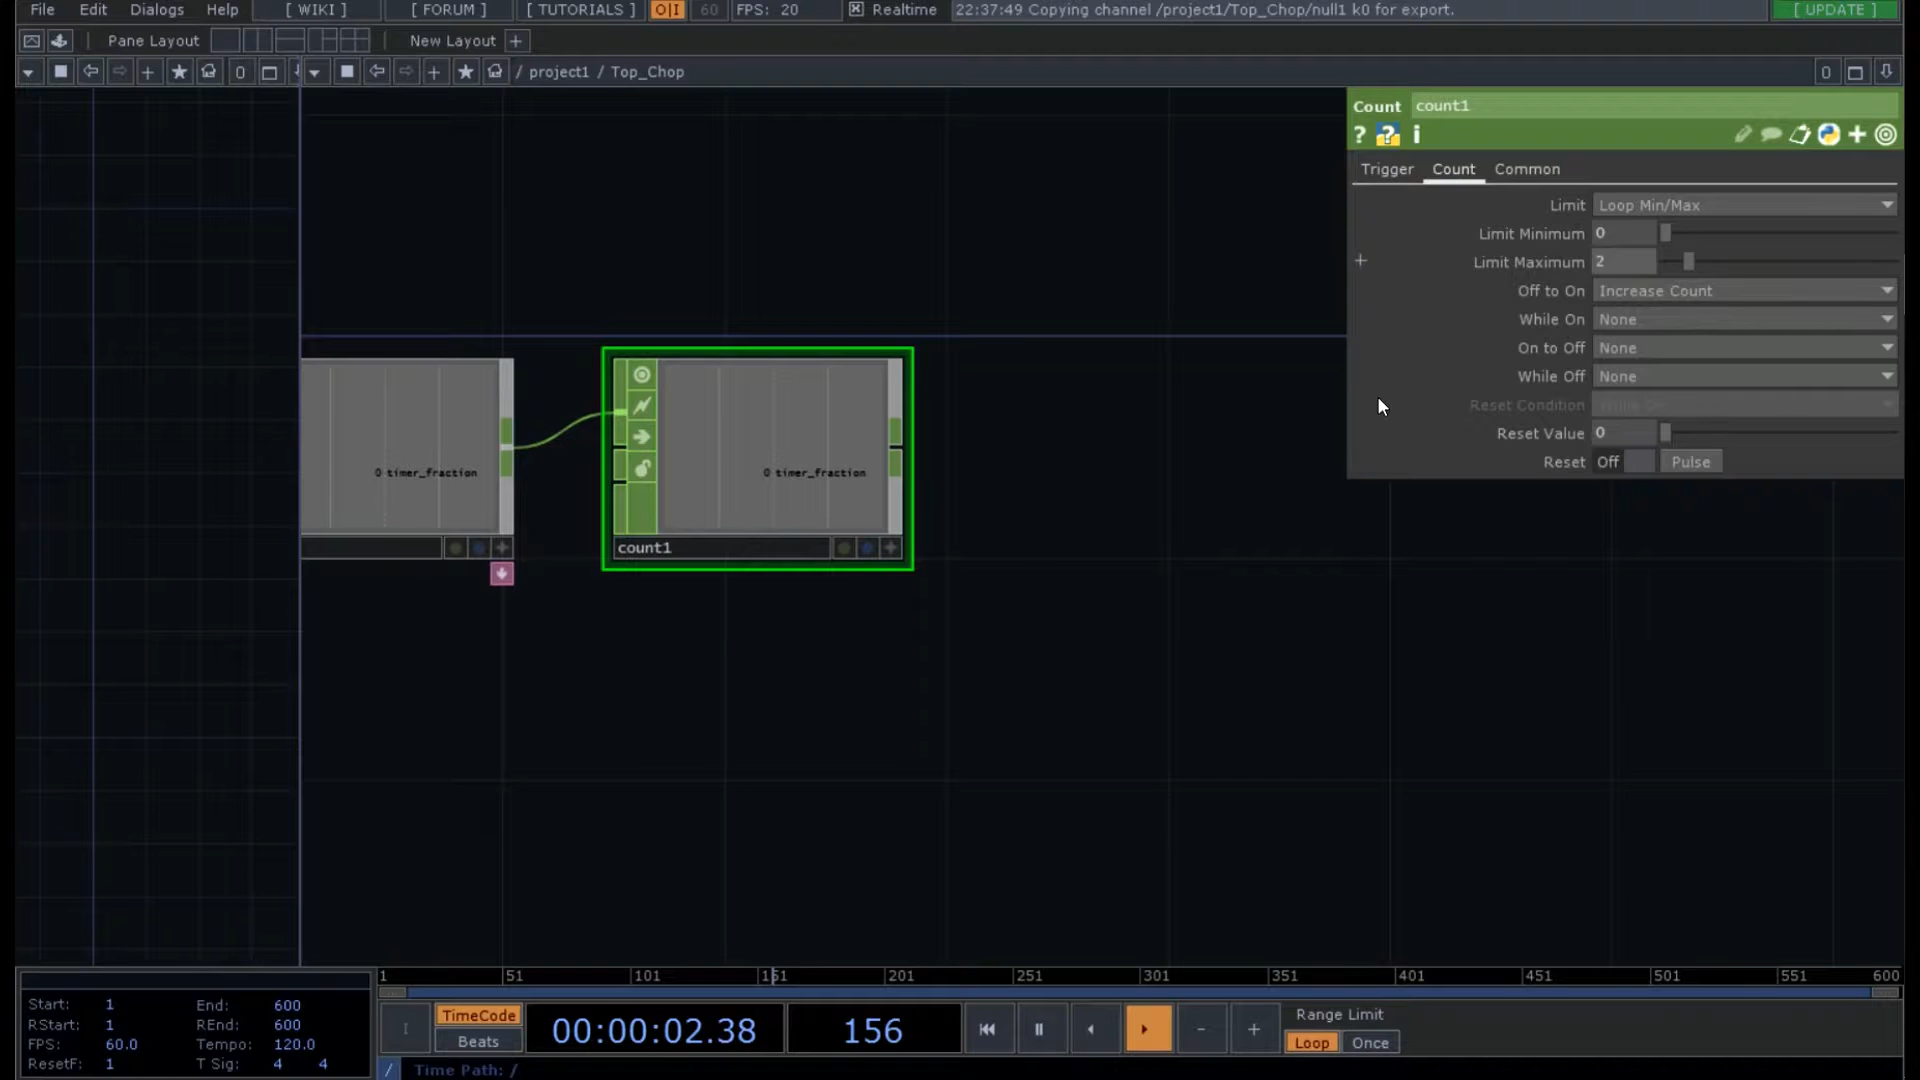 File Edit Dialogs Help [ WIKI ] [ FORUM ] [ TUTORIALS ] O|I 60 FPS: 20 Realtime 22:37:49 Copying channel /project1/Top_Chop/null1 k0 for export. [ UPDATE ]
Pane Layout New Layout +
0 / project1 / Top_Chop 0
Count count1
? ? i
Trigger Count Common
Limit Loop Min/Max
Limit Minimum 0
+ Limit Maximum 2
Off to On Increase Count
While On None
On to Off None
While Off None
Reset Condition
Reset Value 0
Reset Off Pulse
0 timer_fraction
0 timer_fraction
count1
1 51 101 151 201 251 301 351 401 451 501 551 600
Start: 1 End: 600
RStart: 1 REnd: 600
FPS: 60.0 Tempo: 120.0
ResetF: 1 T Sig: 4 4
TimeCode
Beats
00:00:02.38
156
- +
Range Limit
Loop Once
/ Time Path: /